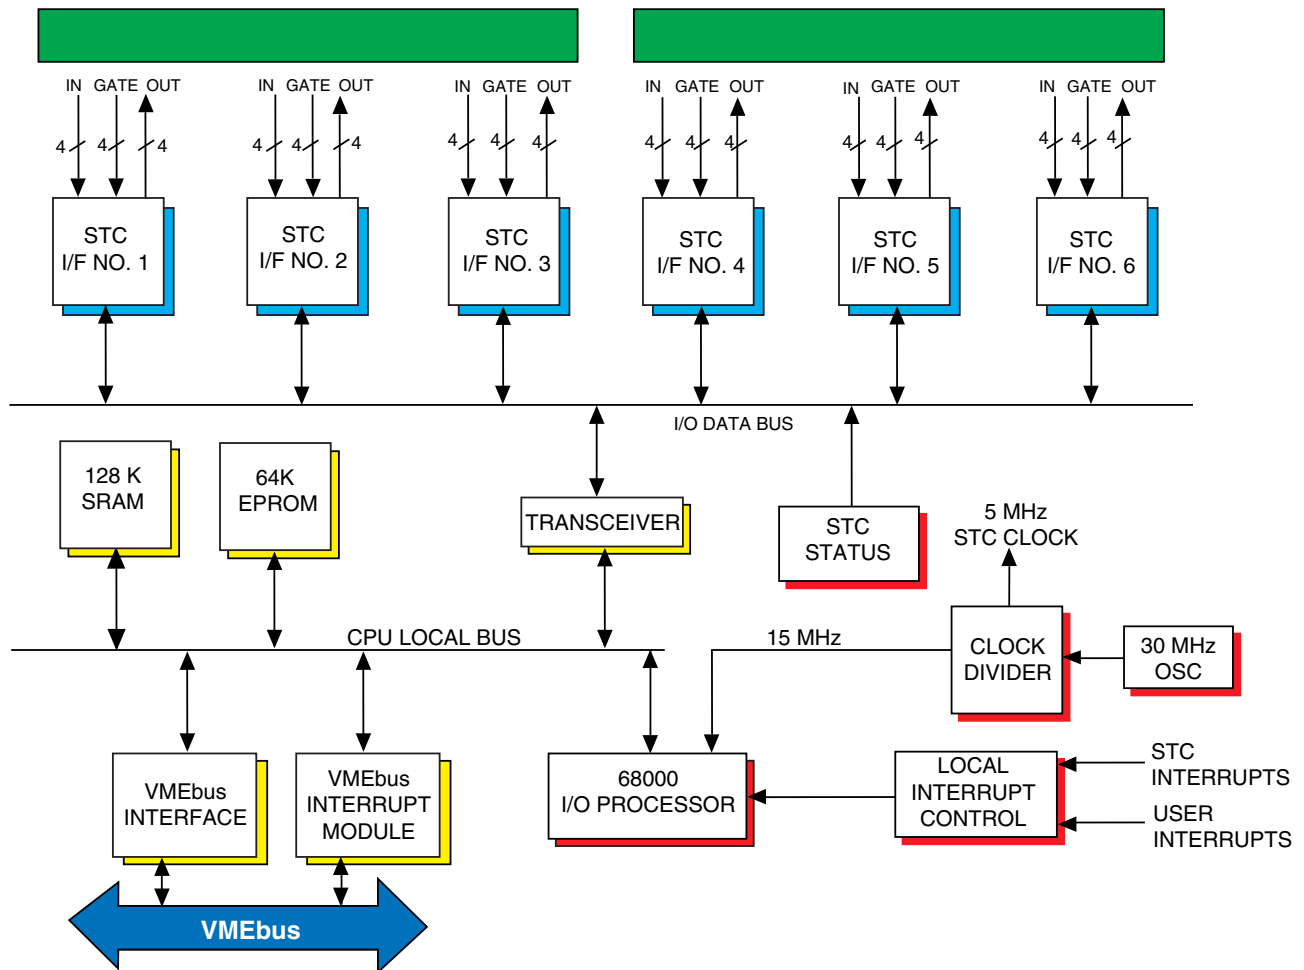 IN GATE OUT
IN GATE OUT
IN GATE OUT
IN GATE OUT
IN GATE OUT
IN GATE OUT
4 4 4
4 4 4
4 4 4
4 4 4
4 4 4
4 4 4
STC
I/F NO. 1
STC
I/F NO. 2
STC
I/F NO. 3
STC
I/F NO. 4
STC
I/F NO. 5
STC
I/F NO. 6
I/O DATA BUS
128 K
SRAM
64K
EPROM
TRANSCEIVER
STC
STATUS
5 MHz
STC CLOCK
CPU LOCAL BUS
15 MHz
CLOCK
DIVIDER
30 MHz
OSC
VMEbus
INTERFACE
VMEbus
INTERRUPT
MODULE
68000
I/O PROCESSOR
LOCAL
INTERRUPT
CONTROL
STC
INTERRUPTS
USER
INTERRUPTS
VMEbus